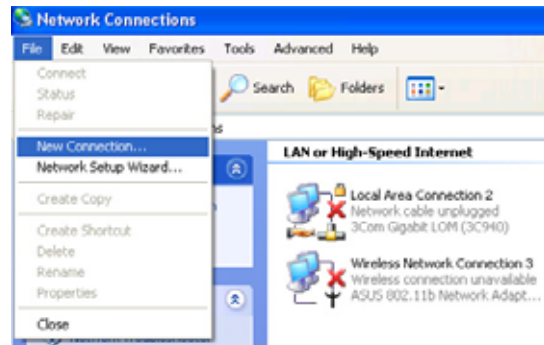 Network Connections
File Edit View Favorites Tools Advanced Help
Connect
Status
Repair
Search Folders
New Connection...
Network Setup Wizard...
Create Copy
Create Shortcut
Delete
Rename
Properties
Close
LAN or High-Speed Internet
Local Area Connection 2
Network cable unplugged
3Com Gigabit LOM (3C940)
Wireless Network Connection 3
Wireless connection unavailable
ASUS 802.11b Network Adapt...